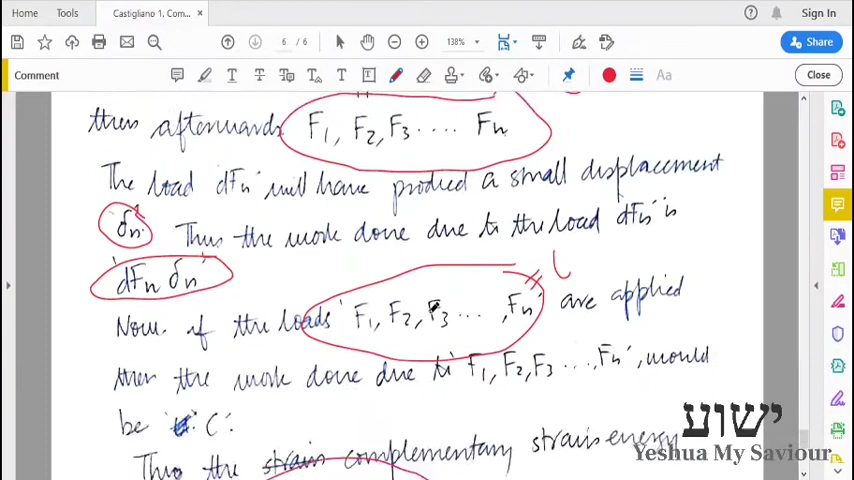 Home Tools Castigliano 1, Com... × Sign In
6 / 6 138% Share
Comment Aa Close
then afterwards F1, F2, F3 .... Fn
The load 'dFn' will have produced a small displacement
'δn'. Thus the work done due to the load 'dFn' is
'dFn δn'
Now if the loads 'F1, F2, F3 ... , Fn' are applied
then the work done due to 'F1, F2, F3 ..., Fn', would
be C.
Thus the strain complementary strain energy
ישוע
Yeshua My Saviour